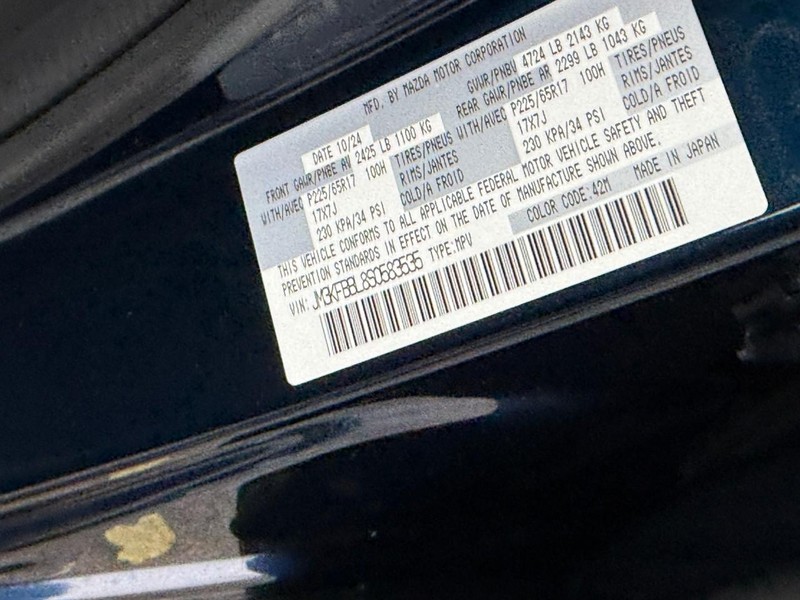 MFD. BY MAZDA MOTOR CORPORATION
DATE 10/24 GVWR/PNBV 4724 LB 2143 KG
FRONT GAWR/PNBE AV 2425 LB 1100 KG REAR GAWR/PNBE AR 2299 LB 1043 KG
WITH/AVEC P225/65R17 100H TIRES/PNEUS WITH/AVEC P225/65R17 100H TIRES/PNEUS
17X7J RIMS/JANTES 17X7J RIMS/JANTES
230 KPA/34 PSI COLD/A FROID 230 KPA/34 PSI COLD/A FROID
THIS VEHICLE CONFORMS TO ALL APPLICABLE FEDERAL MOTOR VEHICLE SAFETY AND THEFT
PREVENTION STANDARDS IN EFFECT ON THE DATE OF MANUFACTURE SHOWN ABOVE.
VIN: JM3KFBBL8S0583535 TYPE:MPV COLOR CODE:42M MADE IN JAPAN